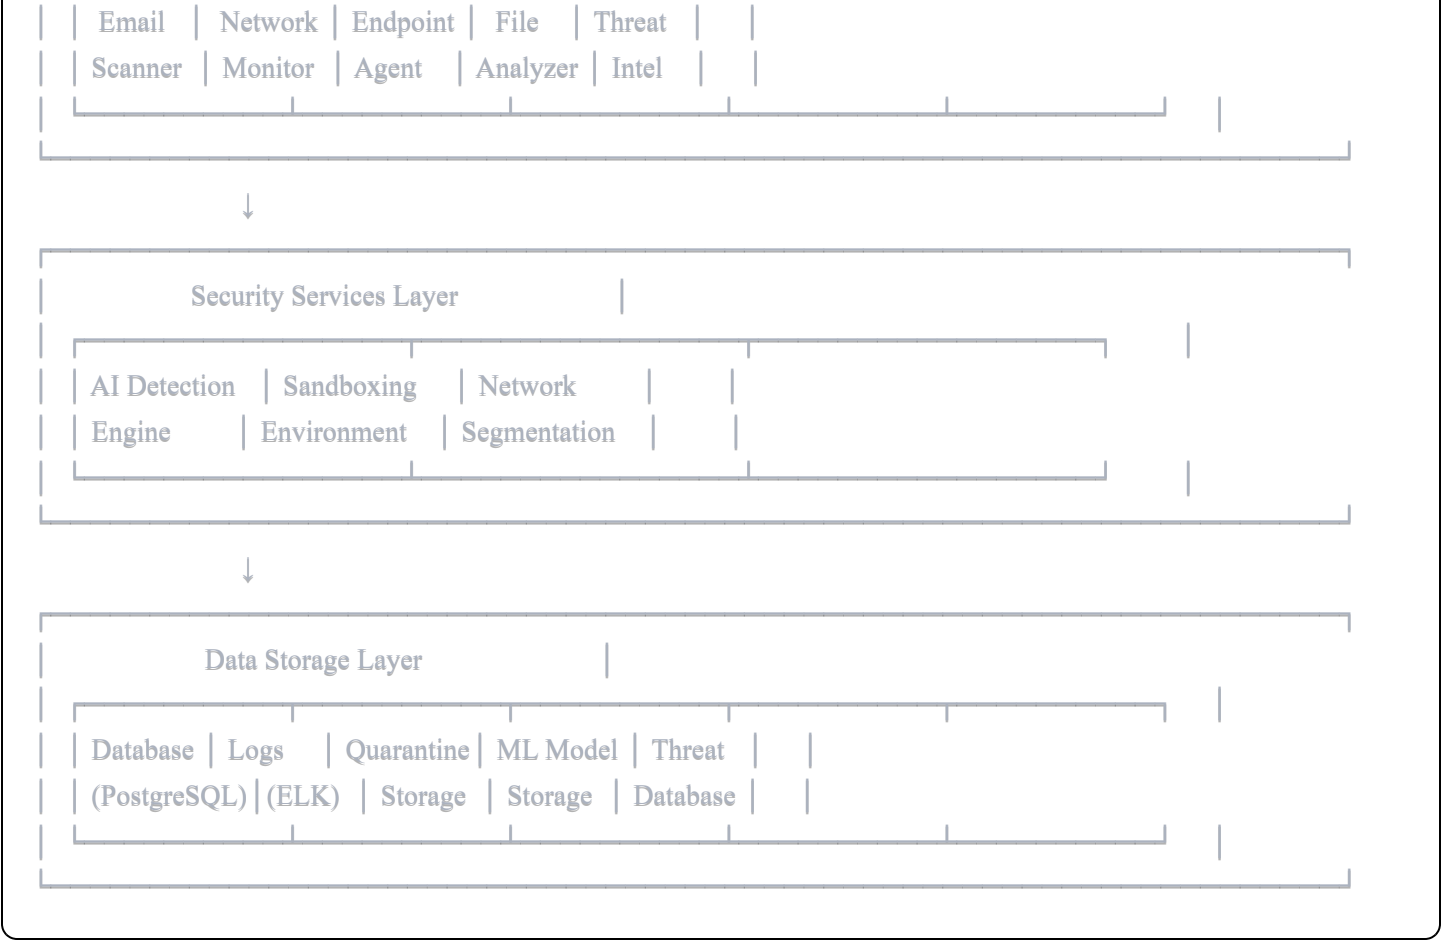 │ │ Email │ Network │ Endpoint │ File │ Threat │ │
│ │ Scanner │ Monitor │ Agent │ Analyzer │ Intel │ │
↓
│ Security Services Layer │
│ │ AI Detection │ Sandboxing │ Network │ │
│ │ Engine │ Environment │ Segmentation │ │
↓
│ Data Storage Layer │
│ │ Database │ Logs │ Quarantine │ ML Model │ Threat │ │
│ │ (PostgreSQL) │ (ELK) │ Storage │ Storage │ Database │ │